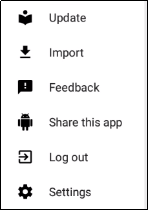 Update
Import
Feedback
Share this app
Log out
Settings